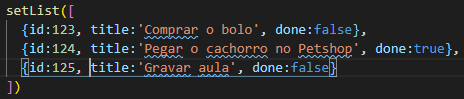 setList([
  {id:123, title:'Comprar o bolo', done:false},
  {id:124, title:'Pegar o cachorro no Petshop', done:true},
  {id:125, title:'Gravar aula', done:false}
])